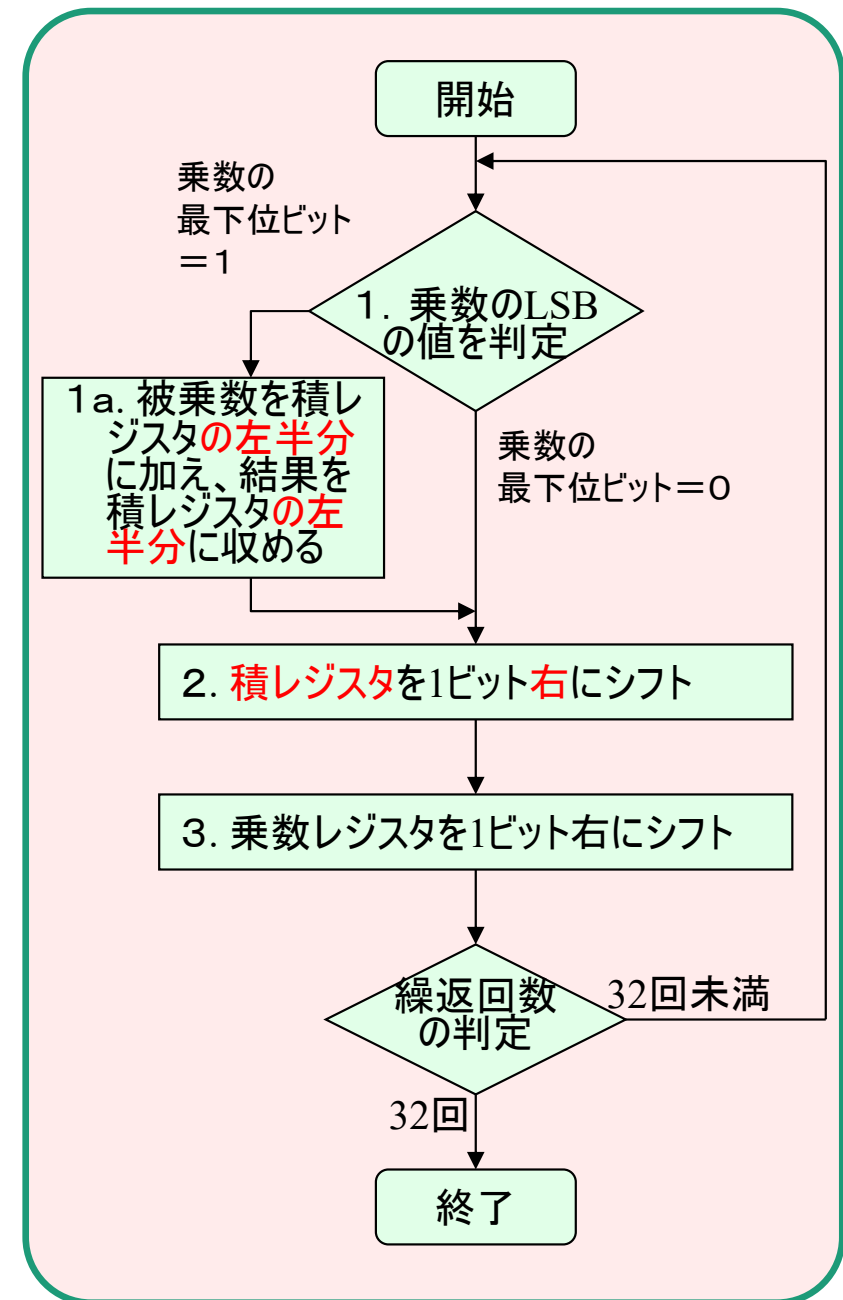 開始
乗数の
最下位ビット
＝１
１．乗数のLSB
の値を判定
１a．被乗数を積レ
ジスタの左半分
に加え、結果を
積レジスタの左
半分に収める
乗数の
最下位ビット＝０
２．積レジスタを1ビット右にシフト
３．乗数レジスタを1ビット右にシフト
繰返回数
の判定
32回未満
32回
終了